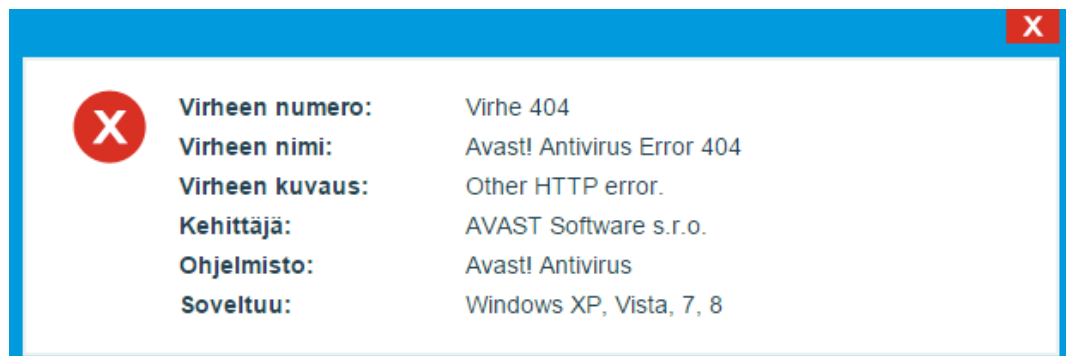 X
X
Virheen numero: Virhe 404
Virheen nimi: Avast! Antivirus Error 404
Virheen kuvaus: Other HTTP error.
Kehittäjä: AVAST Software s.r.o.
Ohjelmisto: Avast! Antivirus
Soveltuu: Windows XP, Vista, 7, 8